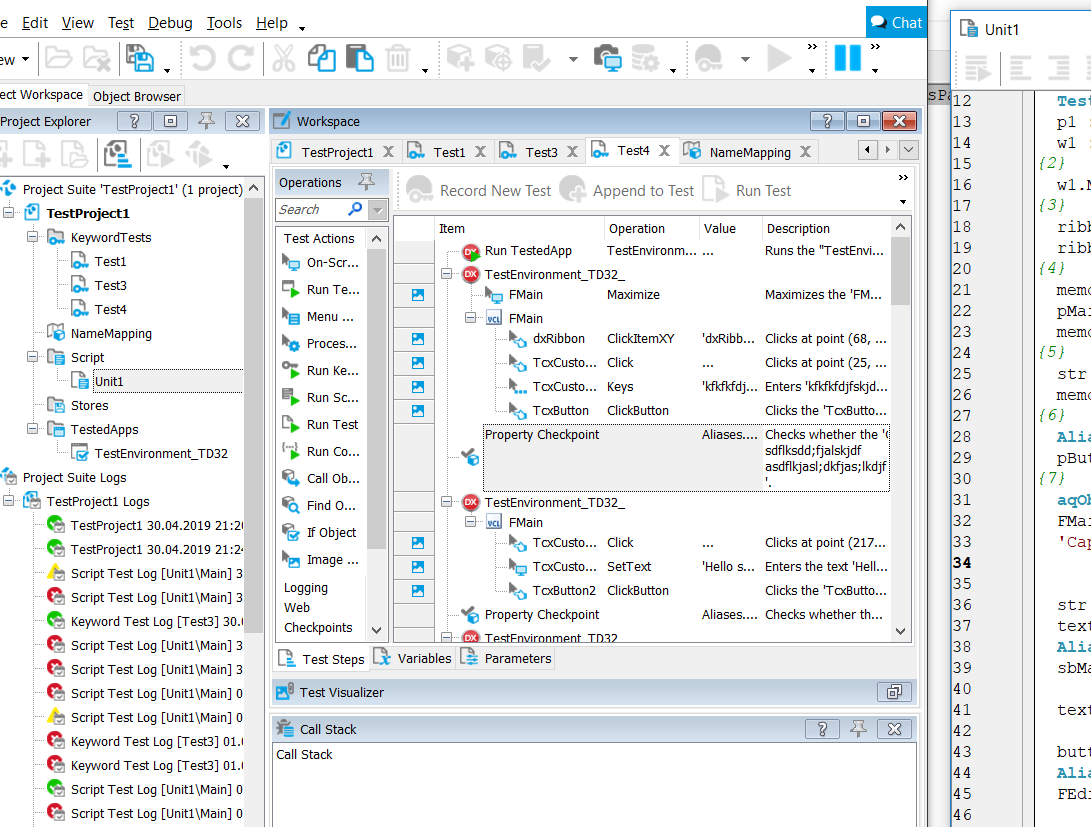 e Edit View Test Debug Tools Help
Chat
ew
ect Workspace Object Browser
Project Explorer
Project Suite 'TestProject1' (1 project)
TestProject1
KeywordTests
Test1
Test3
Test4
NameMapping
Script
Unit1
Stores
TestedApps
TestEnvironment_TD32
Project Suite Logs
TestProject1 Logs
TestProject1 30.04.2019 21:20
TestProject1 30.04.2019 21:24
Script Test Log [Unit1\Main] 3
Script Test Log [Unit1\Main] 3
Keyword Test Log [Test3] 30.
Script Test Log [Unit1\Main] 3
Script Test Log [Unit1\Main] 3
Script Test Log [Unit1\Main] 0
Script Test Log [Unit1\Main] 0
Keyword Test Log [Test3] 01.
Keyword Test Log [Test3] 01.
Script Test Log [Unit1\Main] 0
Script Test Log [Unit1\Main] 0
Workspace
TestProject1 Test1 Test3 Test4 NameMapping
Operations
Search
Record New Test Append to Test Run Test
Test Actions
On-Scr...
Run Te...
Menu ...
Proces...
Run Ke...
Run Sc...
Run Test
Run Co...
Call Ob...
Find O...
If Object
Image ...
Logging
Web
Checkpoints
Item Operation Value Description
Run TestedApp TestEnvironm... ... Runs the "TestEnvi...
TestEnvironment_TD32_
FMain Maximize Maximizes the 'FM...
FMain
dxRibbon ClickItemXY 'dxRibb... Clicks at point (68, ...
TcxCusto... Click ... Clicks at point (25, ...
TcxCusto... Keys 'kfkfkfdj... Enters 'kfkfkfdjfskjd...
TcxButton ClickButton Clicks the 'TcxButto...
Property Checkpoint Aliases.... Checks whether the '
sdflksdd;fjalskjdf
asdflkjasl;dkfjas;lkdjf
'.
TestEnvironment_TD32_
FMain
TcxCusto... Click ... Clicks at point (217...
TcxCusto... SetText 'Hello s... Enters the text 'Hell...
TcxButton2 ClickButton Clicks the 'TcxButto...
Property Checkpoint Aliases.... Checks whether th...
TestEnvironment_TD32
Test Steps Variables Parameters
Test Visualizer
Call Stack
Call Stack
Unit1
sPa
12 Test
13 p1
14 w1
15 {2}
16 w1.M
17 {3}
18 ribb
19 ribb
20 {4}
21 memo
22 pMai
23 memo
24 {5}
25 str
26 memo
27 {6}
28 Alia
29 pBut
30 {7}
31 aqOb
32 FMai
33 'Cap
34
35
36 str
37 text
38 Alia
39 sbMa
40
41 text
42
43 butt
44 Alia
45 FEdi
46